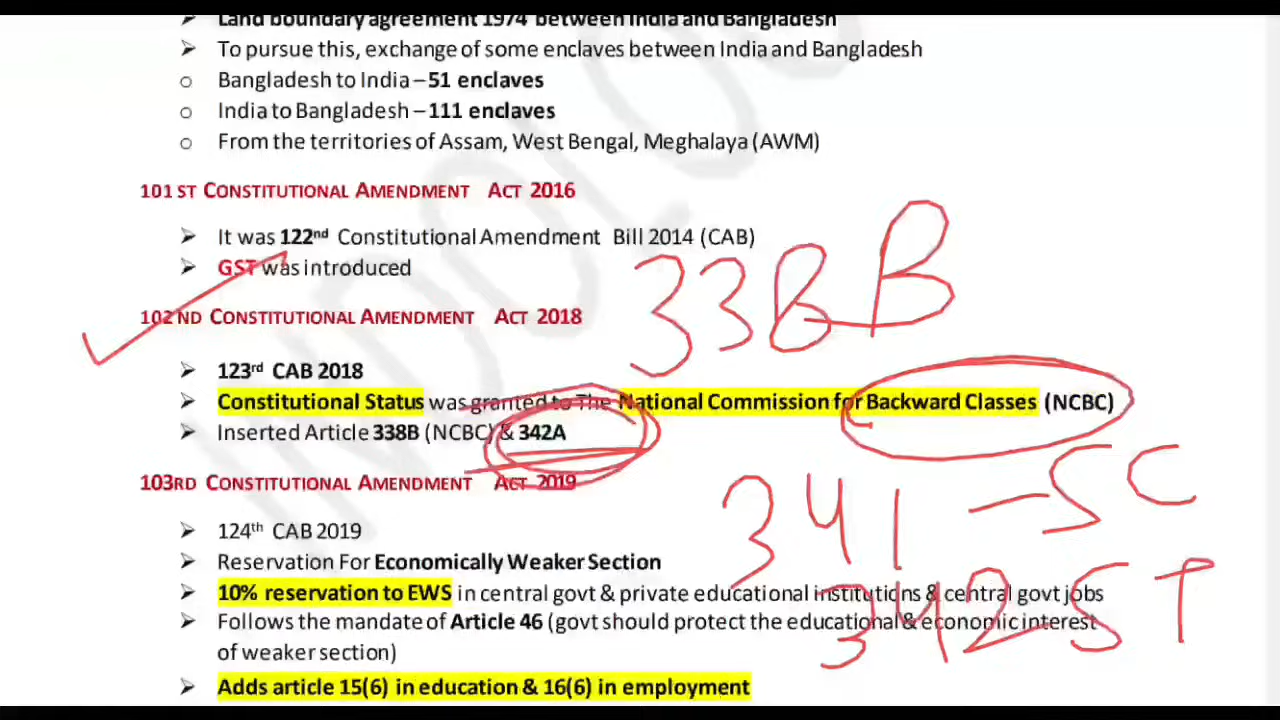 ➤ Land boundary agreement 1974 between India and Bangladesh
➤ To pursue this, exchange of some enclaves between India and Bangladesh
o Bangladesh to India – 51 enclaves
o India to Bangladesh – 111 enclaves
o From the territories of Assam, West Bengal, Meghalaya (AWM)
101 ST CONSTITUTIONAL AMENDMENT ACT 2016
➤ It was 122nd Constitutional Amendment Bill 2014 (CAB)
➤ GST was introduced
338 B
102 ND CONSTITUTIONAL AMENDMENT ACT 2018
➤ 123rd CAB 2018
➤ Constitutional Status was granted to The National Commission for Backward Classes (NCBC)
➤ Inserted Article 338B (NCBC) & 342A
103RD CONSTITUTIONAL AMENDMENT ACT 2019
341 – SC
➤ 124th CAB 2019
➤ Reservation For Economically Weaker Section
➤ 10% reservation to EWS in central govt & private educational institutions & central govt jobs
342 - ST
➤ Follows the mandate of Article 46 (govt should protect the educational & economic interest
of weaker section)
➤ Adds article 15(6) in education & 16(6) in employment